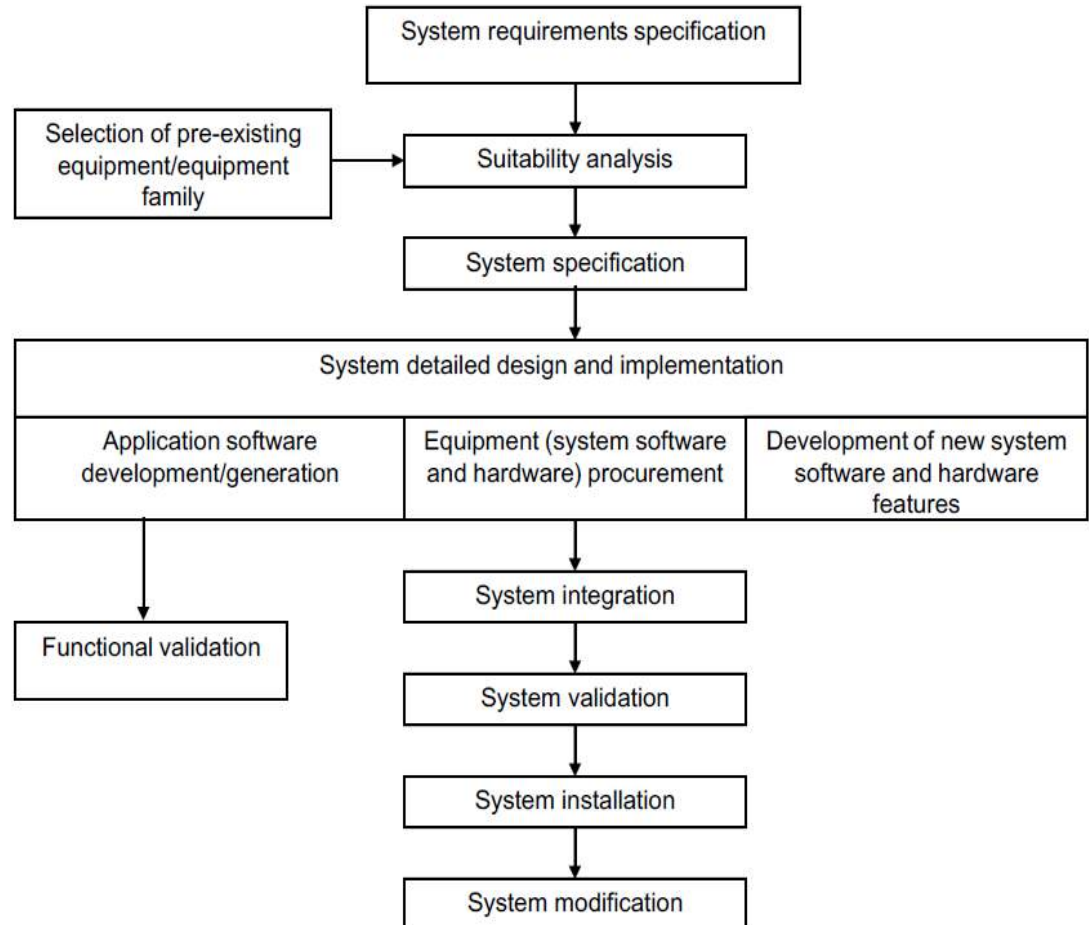 System requirements specification
Selection of pre-existing
equipment/equipment
family
Suitability analysis
System specification
System detailed design and implementation
Application software
development/generation
Equipment (system software
and hardware) procurement
Development of new system
software and hardware
features
System integration
Functional validation
System validation
System installation
System modification